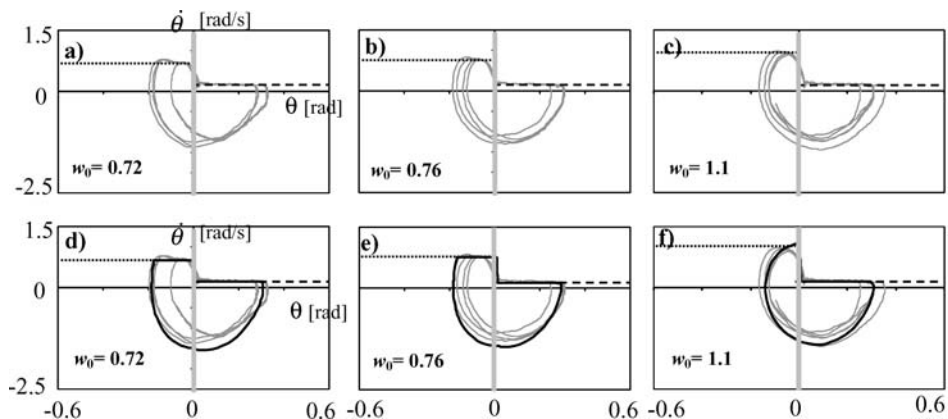 θ̇ [rad/s]
1.5
a)
b)
c)
0
θ [rad]
w₀= 0.72
w₀= 0.76
w₀= 1.1
-2.5
1.5
θ̇ [rad/s]
d)
e)
f)
0
θ [rad]
w₀= 0.72
w₀= 0.76
w₀= 1.1
-2.5
-0.6 0 0.6 -0.6 0 0.6 -0.6 0 0.6